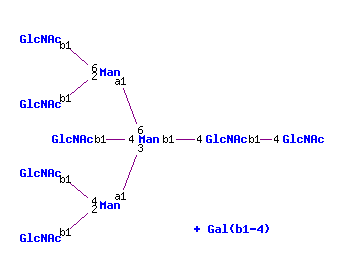 GlcNAc
b1
6
2 Man
a1
GlcNAc b1
6
GlcNAc b1 4 Man b1 4 GlcNAc b1 4 GlcNAc
3
GlcNAc
b1
a1
4
2 Man
b1
GlcNAc
+ Gal(b1-4)